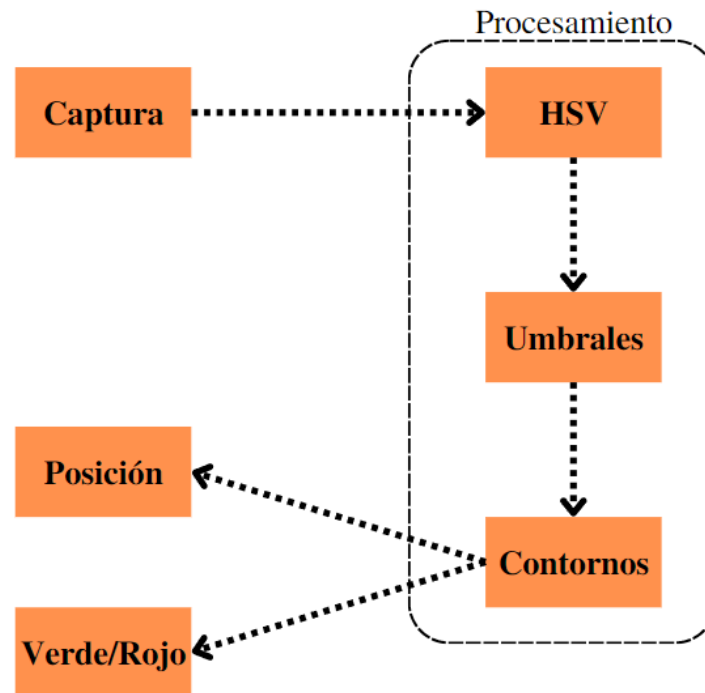 Procesamiento
Captura
HSV
Umbrales
Posición
Contornos
Verde/Rojo